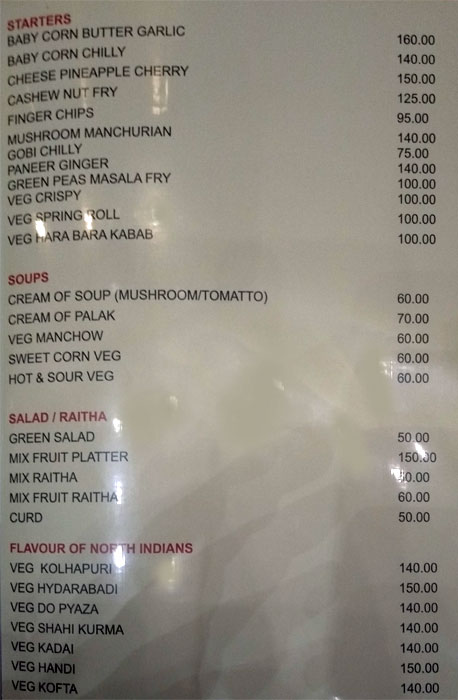 STARTERS
BABY CORN BUTTER GARLIC 160.00
BABY CORN CHILLY 140.00
CHEESE PINEAPPLE CHERRY 150.00
CASHEW NUT FRY 125.00
FINGER CHIPS 95.00
MUSHROOM MANCHURIAN 140.00
GOBI CHILLY 75.00
PANEER GINGER 140.00
GREEN PEAS MASALA FRY 100.00
VEG CRISPY 100.00
VEG SPRING ROLL 100.00
VEG HARA BARA KABAB 100.00
SOUPS
CREAM OF SOUP (MUSHROOM/TOMATTO) 60.00
CREAM OF PALAK 70.00
VEG MANCHOW 60.00
SWEET CORN VEG 60.00
HOT & SOUR VEG 60.00
SALAD / RAITHA
GREEN SALAD 50.00
MIX FRUIT PLATTER 150.00
MIX RAITHA
MIX FRUIT RAITHA 60.00
CURD 50.00
FLAVOUR OF NORTH INDIANS
VEG KOLHAPURI 140.00
VEG HYDARABADI 150.00
VEG DO PYAZA 140.00
VEG SHAHI KURMA 140.00
VEG KADAI 140.00
VEG HANDI 150.00
VEG KOFTA 140.00